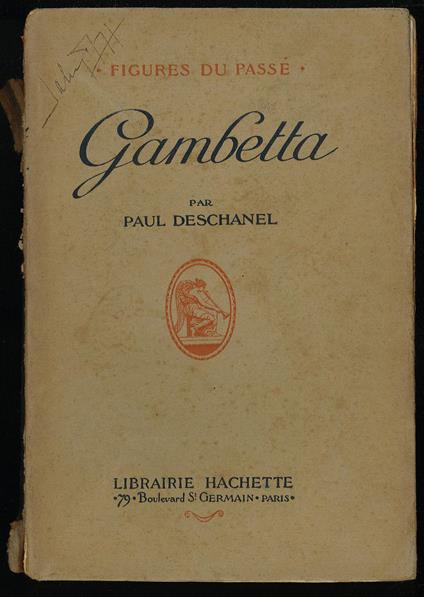 • FIGURES DU PASSÉ •
Gambetta
PAR
PAUL DESCHANEL
LIBRAIRIE HACHETTE
• 79 • Boulevard St GERMAIN • PARIS •